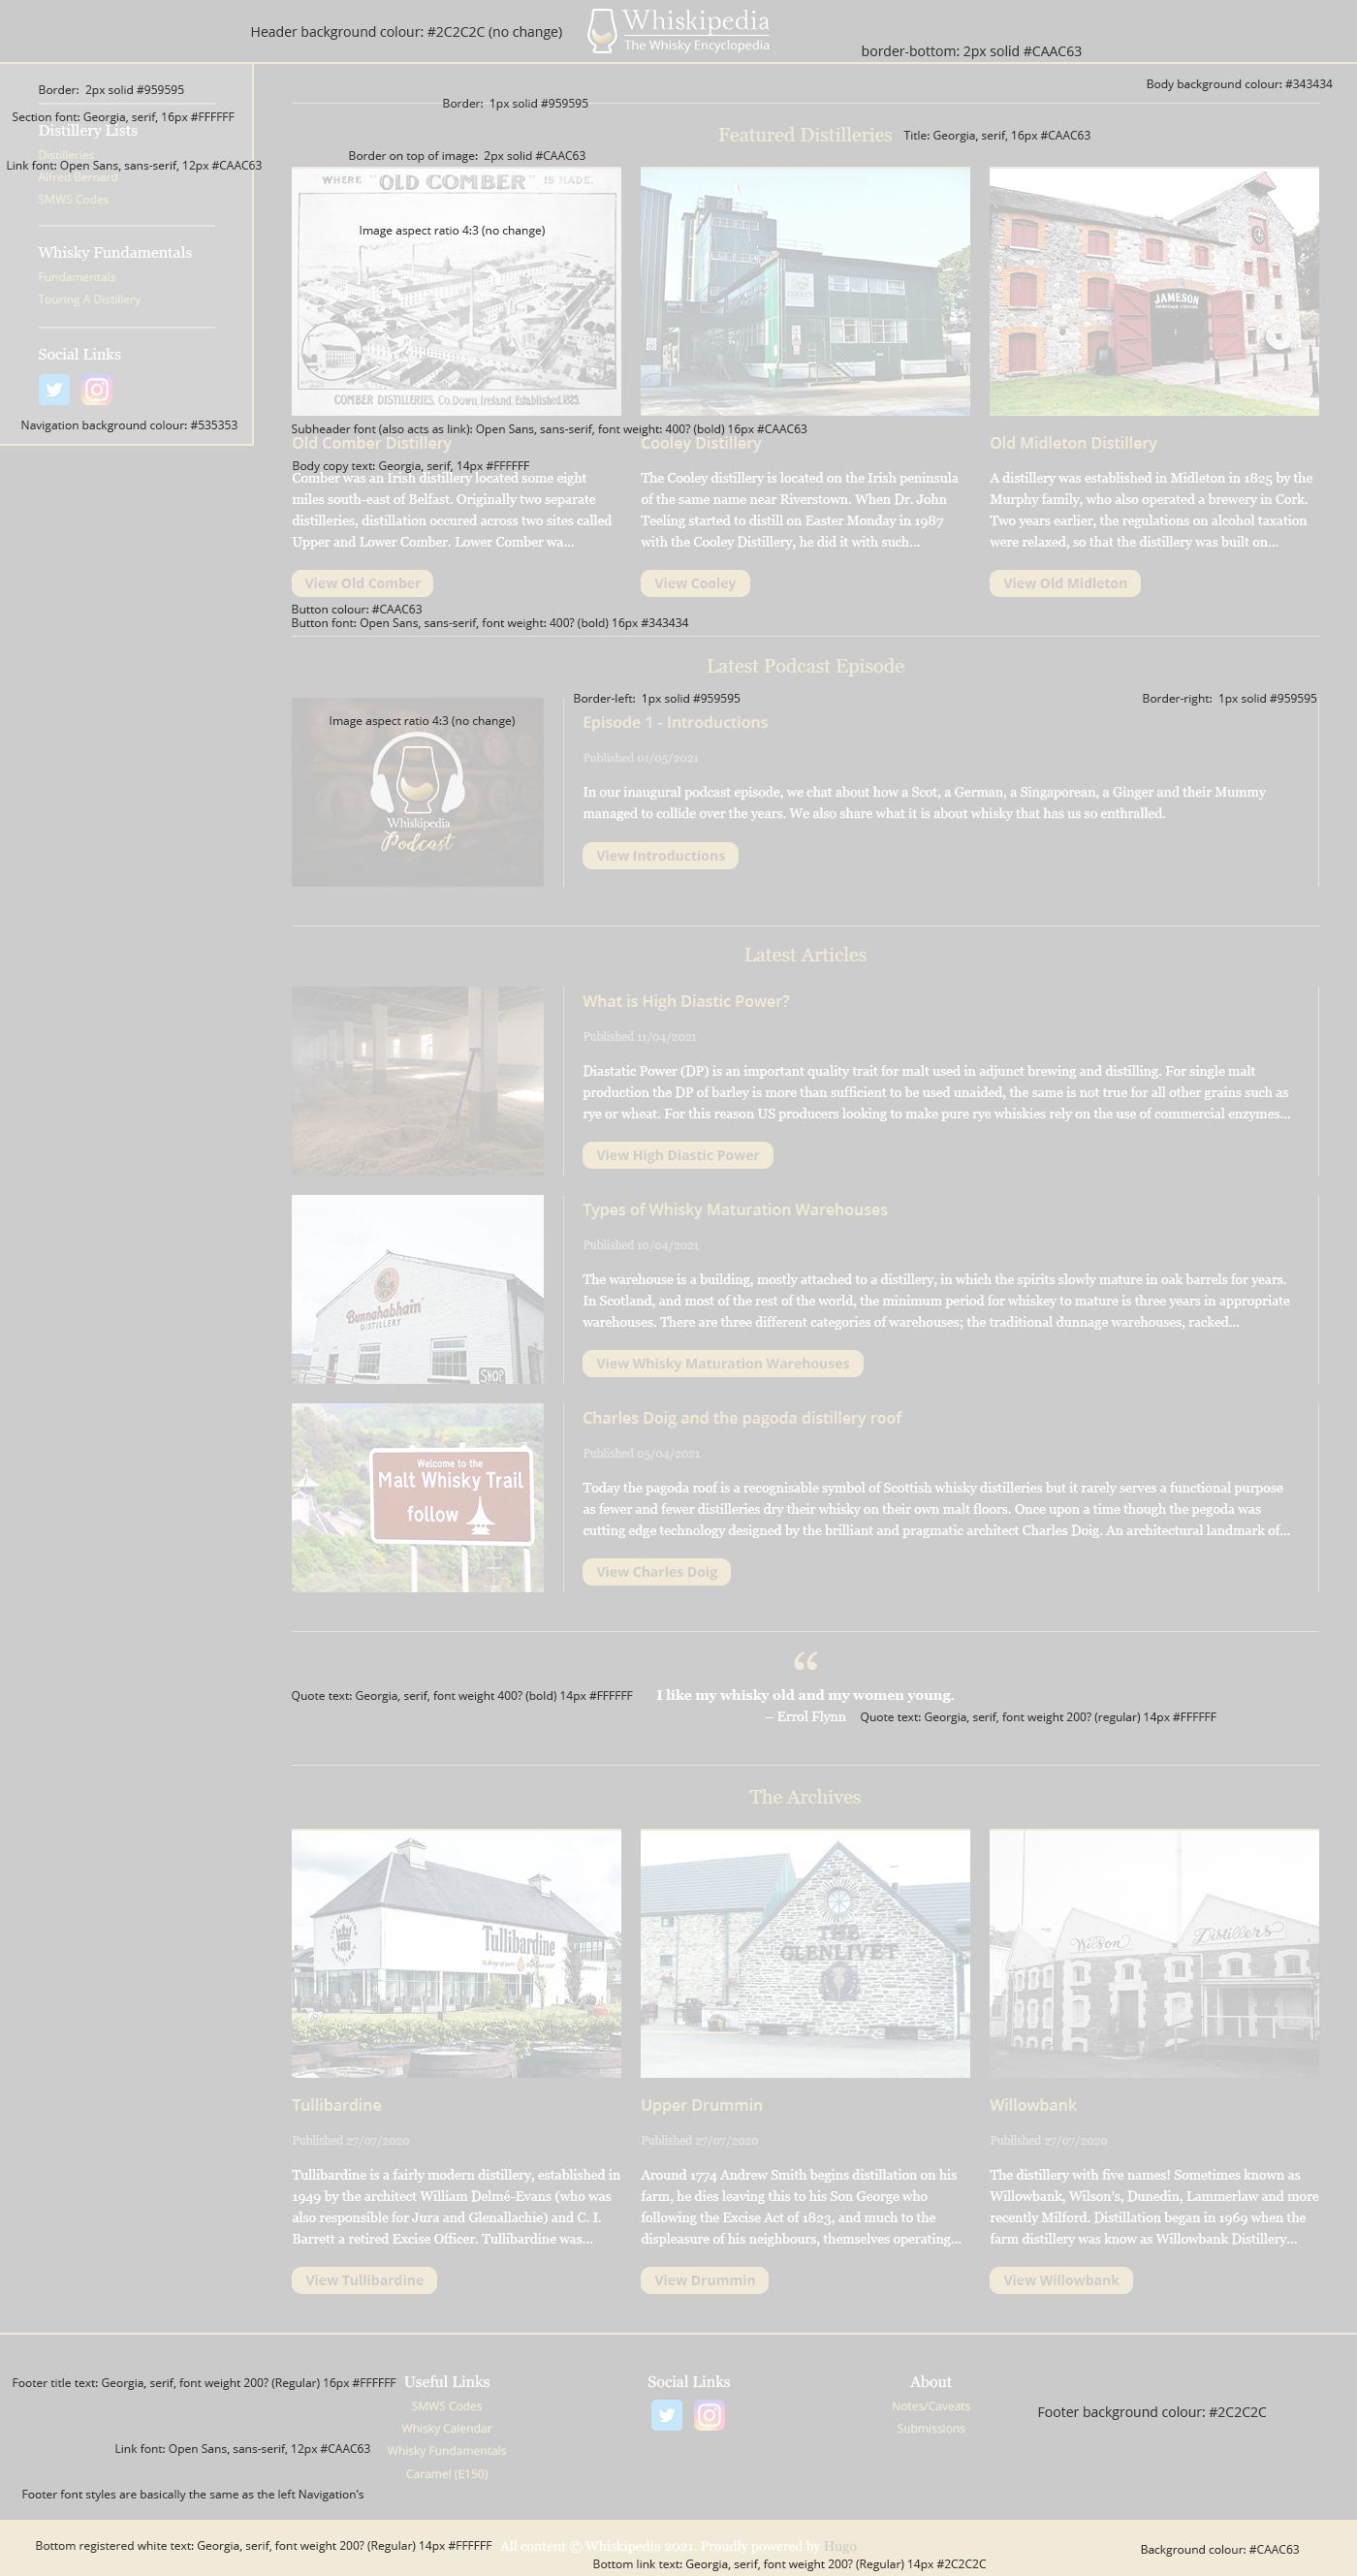 Header background colour: #2C2C2C (no change)
Whiskipedia
The Whisky Encyclopedia
border-bottom: 2px solid #CAAC63
Body background colour: #343434
Border:  2px solid #959595
Section font: Georgia, serif, 16px #FFFFFF
Distillery Lists
Distilleries
Link font: Open Sans, sans-serif, 12px #CAAC63
Alfred Bernard
SMWS Codes
Whisky Fundamentals
Fundamentals
Touring A Distillery
Social Links
Navigation background colour: #535353
Border:  1px solid #959595
Featured Distilleries
Title: Georgia, serif, 16px #CAAC63
Border on top of image:  2px solid #CAAC63
WHERE "OLD COMBER" IS MADE.
Image aspect ratio 4:3 (no change)
COMBER DISTILLERIES, Co.Down, Ireland, Established 1825.
COOLEY
JAMESON
HERITAGE CENTRE
Subheader font (also acts as link): Open Sans, sans-serif, font weight: 400? (bold) 16px #CAAC63
Old Comber Distillery
Body copy text: Georgia, serif, 14px #FFFFFF
Comber was an Irish distillery located some eight
miles south-east of Belfast. Originally two separate
distilleries, distillation occured across two sites called
Upper and Lower Comber. Lower Comber wa...
View Old Comber
Cooley Distillery
The Cooley distillery is located on the Irish peninsula
of the same name near Riverstown. When Dr. John
Teeling started to distill on Easter Monday in 1987
with the Cooley Distillery, he did it with such...
View Cooley
Old Midleton Distillery
A distillery was established in Midleton in 1825 by the
Murphy family, who also operated a brewery in Cork.
Two years earlier, the regulations on alcohol taxation
were relaxed, so that the distillery was built on...
View Old Midleton
Button colour: #CAAC63
Button font: Open Sans, sans-serif, font weight: 400? (bold) 16px #343434
Latest Podcast Episode
Border-left:  1px solid #959595
Border-right:  1px solid #959595
Image aspect ratio 4:3 (no change)
Whiskipedia
Podcast
Episode 1 - Introductions
Published 01/05/2021
In our inaugural podcast episode, we chat about how a Scot, a German, a Singaporean, a Ginger and their Mummy
managed to collide over the years. We also share what it is about whisky that has us so enthralled.
View Introductions
Latest Articles
What is High Diastic Power?
Published 11/04/2021
Diastatic Power (DP) is an important quality trait for malt used in adjunct brewing and distilling. For single malt
production the DP of barley is more than sufficient to be used unaided, the same is not true for all other grains such as
rye or wheat. For this reason US producers looking to make pure rye whiskies rely on the use of commercial enzymes...
View High Diastic Power
Bunnahabhain
DISTILLERY
SHOP
Types of Whisky Maturation Warehouses
Published 10/04/2021
The warehouse is a building, mostly attached to a distillery, in which the spirits slowly mature in oak barrels for years.
In Scotland, and most of the rest of the world, the minimum period for whiskey to mature is three years in appropriate
warehouses. There are three different categories of warehouses; the traditional dunnage warehouses, racked...
View Whisky Maturation Warehouses
Welcome to the
Malt Whisky Trail
follow
Charles Doig and the pagoda distillery roof
Published 05/04/2021
Today the pagoda roof is a recognisable symbol of Scottish whisky distilleries but it rarely serves a functional purpose
as fewer and fewer distilleries dry their whisky on their own malt floors. Once upon a time though the pegoda was
cutting edge technology designed by the brilliant and pragmatic architect Charles Doig. An architectural landmark of...
View Charles Doig
“
Quote text: Georgia, serif, font weight 400? (bold) 14px #FFFFFF
I like my whisky old and my women young.
– Errol Flynn
Quote text: Georgia, serif, font weight 200? (regular) 14px #FFFFFF
The Archives
TULLIBARDINE
1488
DISTILLERY
Tullibardine
THE
GLENLIVET
Wilson
Distillers
Tullibardine
Published 27/07/2020
Tullibardine is a fairly modern distillery, established in
1949 by the architect William Delmé-Evans (who was
also responsible for Jura and Glenallachie) and C. I.
Barrett a retired Excise Officer. Tullibardine was...
View Tullibardine
Upper Drummin
Published 27/07/2020
Around 1774 Andrew Smith begins distillation on his
farm, he dies leaving this to his Son George who
following the Excise Act of 1823, and much to the
displeasure of his neighbours, themselves operating...
View Drummin
Willowbank
Published 27/07/2020
The distillery with five names! Sometimes known as
Willowbank, Wilson's, Dunedin, Lammerlaw and more
recently Milford. Distillation began in 1969 when the
farm distillery was know as Willowbank Distillery...
View Willowbank
Footer title text: Georgia, serif, font weight 200? (Regular) 16px #FFFFFF
Useful Links
SMWS Codes
Whisky Calendar
Link font: Open Sans, sans-serif, 12px #CAAC63
Whisky Fundamentals
Caramel (E150)
Footer font styles are basically the same as the left Navigation's
Social Links
About
Notes/Caveats
Submissions
Footer background colour: #2C2C2C
Bottom registered white text: Georgia, serif, font weight 200? (Regular) 14px #FFFFFF
All content © Whiskipedia 2021. Proudly powered by Hugo
Background colour: #CAAC63
Bottom link text: Georgia, serif, font weight 200? (Regular) 14px #2C2C2C